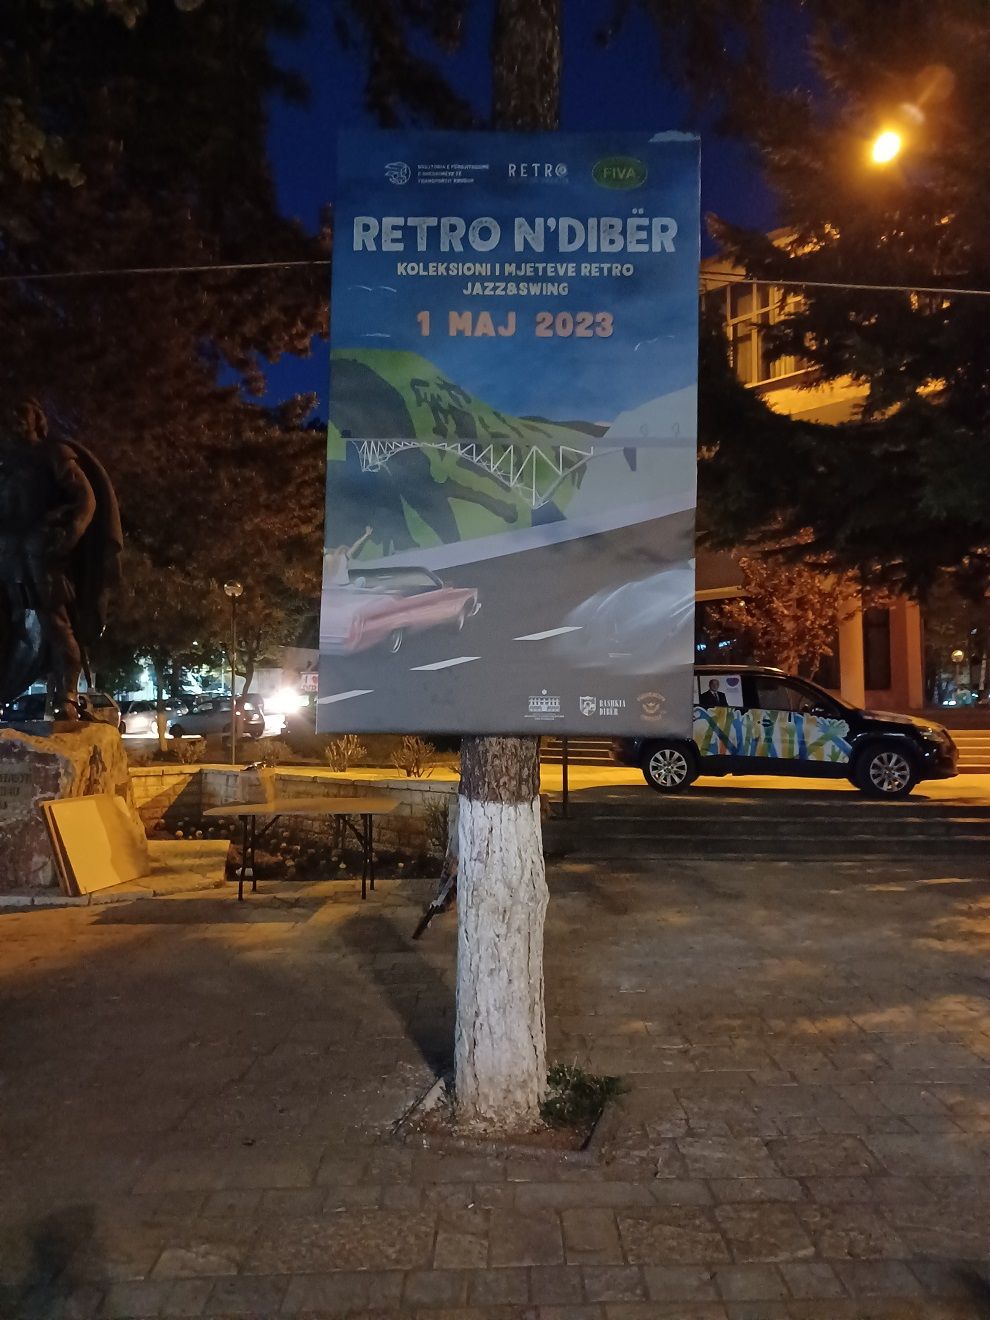 RETRO
FIVA
RETRO N'DIBËR
KOLEKSIONI I MJETEVE RETRO
JAZZ&SWING
1 MAJ 2023
BASHKIA
DIBËR